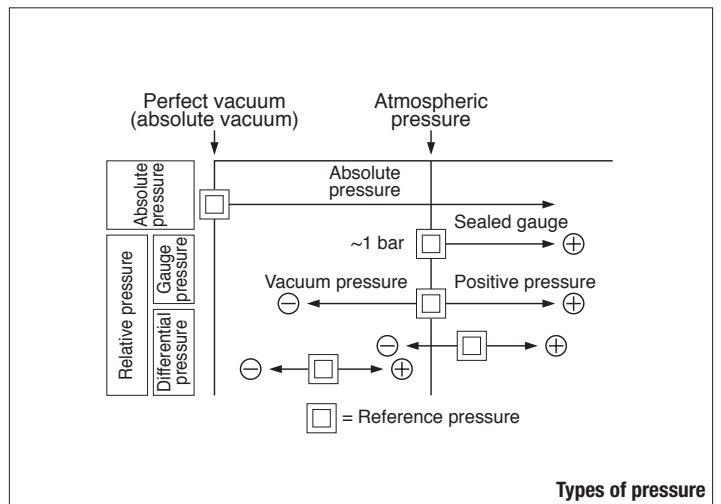 Perfect vacuum
(absolute vacuum)
Atmospheric
pressure
Absolute
pressure
Absolute
pressure
Sealed gauge
~1 bar
Relative pressure
Gauge
pressure
Vacuum pressure
Positive pressure
Differential
pressure
= Reference pressure
Types of pressure